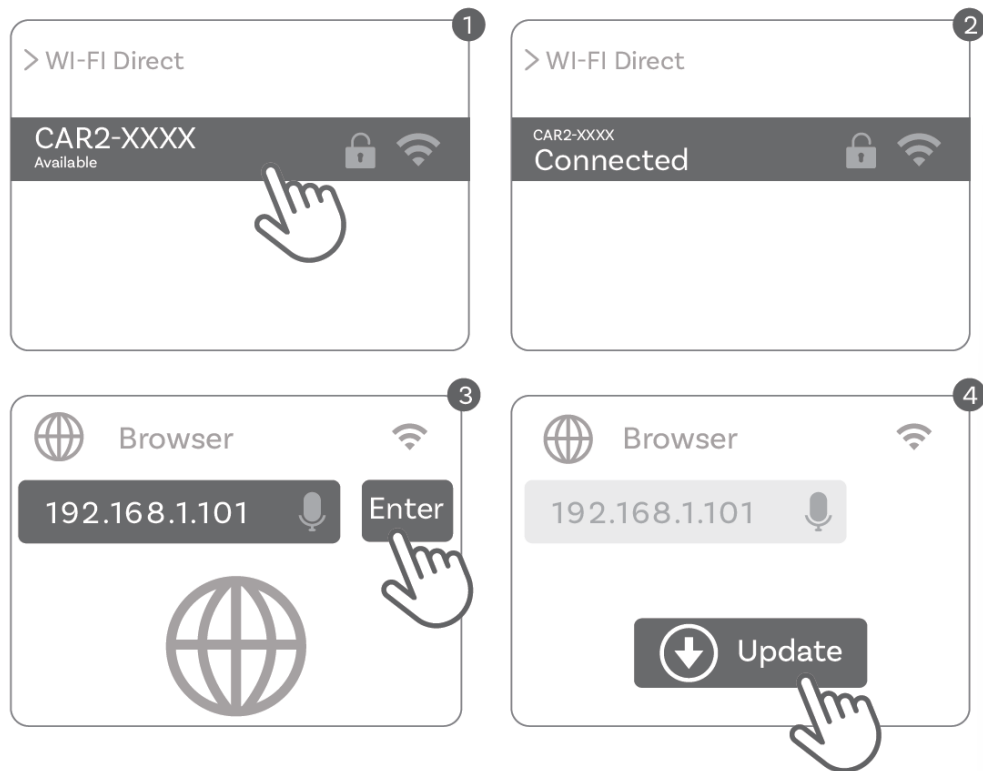 1
> WI-FI Direct
CAR2-XXXX
Available
2
> WI-FI Direct
CAR2-XXXX
Connected
3
Browser
192.168.1.101
Enter
4
Browser
192.168.1.101
Update